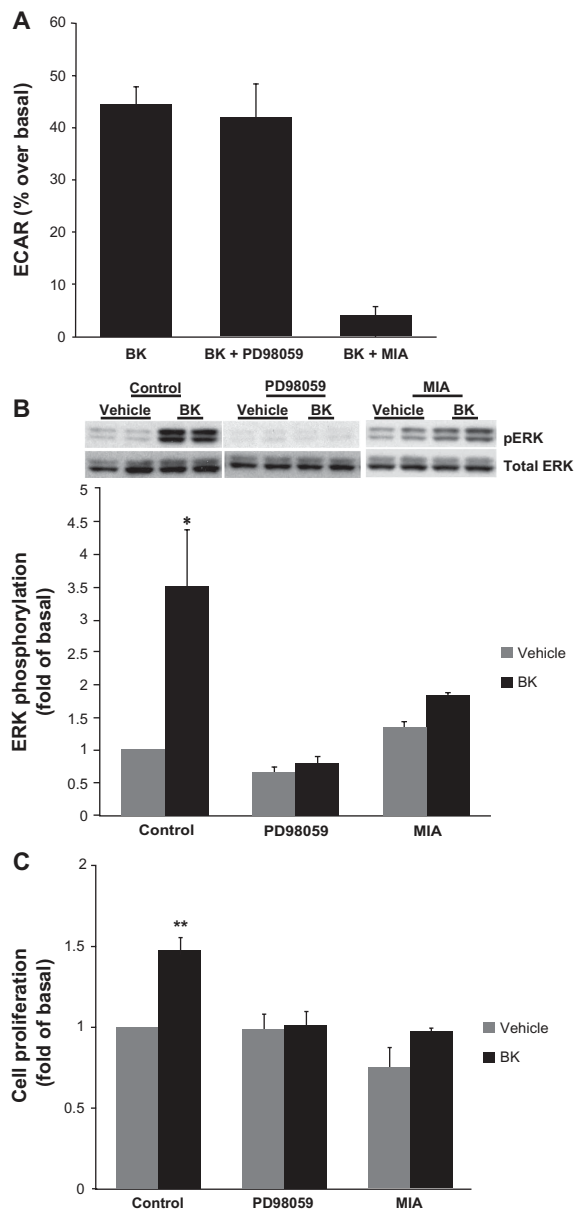 A
ECAR (% over basal)
60
50
40
30
20
10
0
BK
BK + PD98059
BK + MIA
B
Control
PD98059
MIA
Vehicle BK
Vehicle BK
Vehicle BK
pERK
Total ERK
ERK phosphorylation
(fold of basal)
5
4.5
4
3.5
3
2.5
2
1.5
1
0.5
0
*
Vehicle
BK
Control
PD98059
MIA
C
Cell proliferation
(fold of basal)
2
1.5
1
0.5
0
**
Vehicle
BK
Control
PD98059
MIA